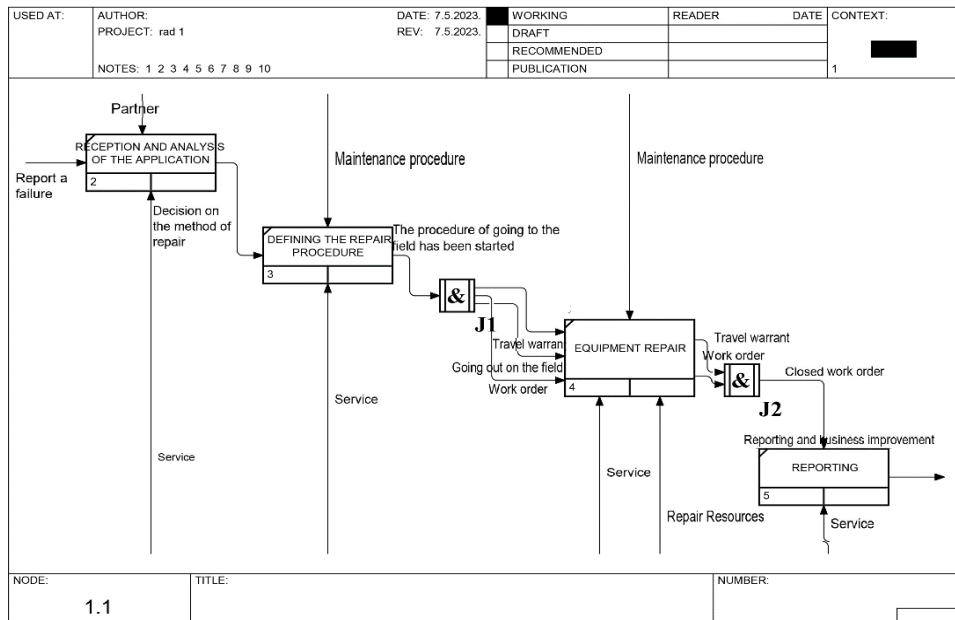 USED AT:
AUTHOR:
DATE: 7.5.2023.
WORKING
READER
DATE
CONTEXT:
PROJECT: rad 1
REV: 7.5.2023.
DRAFT
RECOMMENDED
NOTES: 1 2 3 4 5 6 7 8 9 10
PUBLICATION
1
Partner
RECEPTION AND ANALYSIS
OF THE APPLICATION
2
Report a
failure
Decision on
the method of
repair
Maintenance procedure
Maintenance procedure
DEFINING THE REPAIR
PROCEDURE
3
The procedure of going to the
field has been started
&
J1
Travel warrant
Going out on the field
Work order
EQUIPMENT REPAIR
4
Travel warrant
Work order
&
J2
Closed work order
Service
Service
Service
Repair Resources
Reporting and business improvement
REPORTING
5
Service
NODE:
TITLE:
NUMBER:
1.1